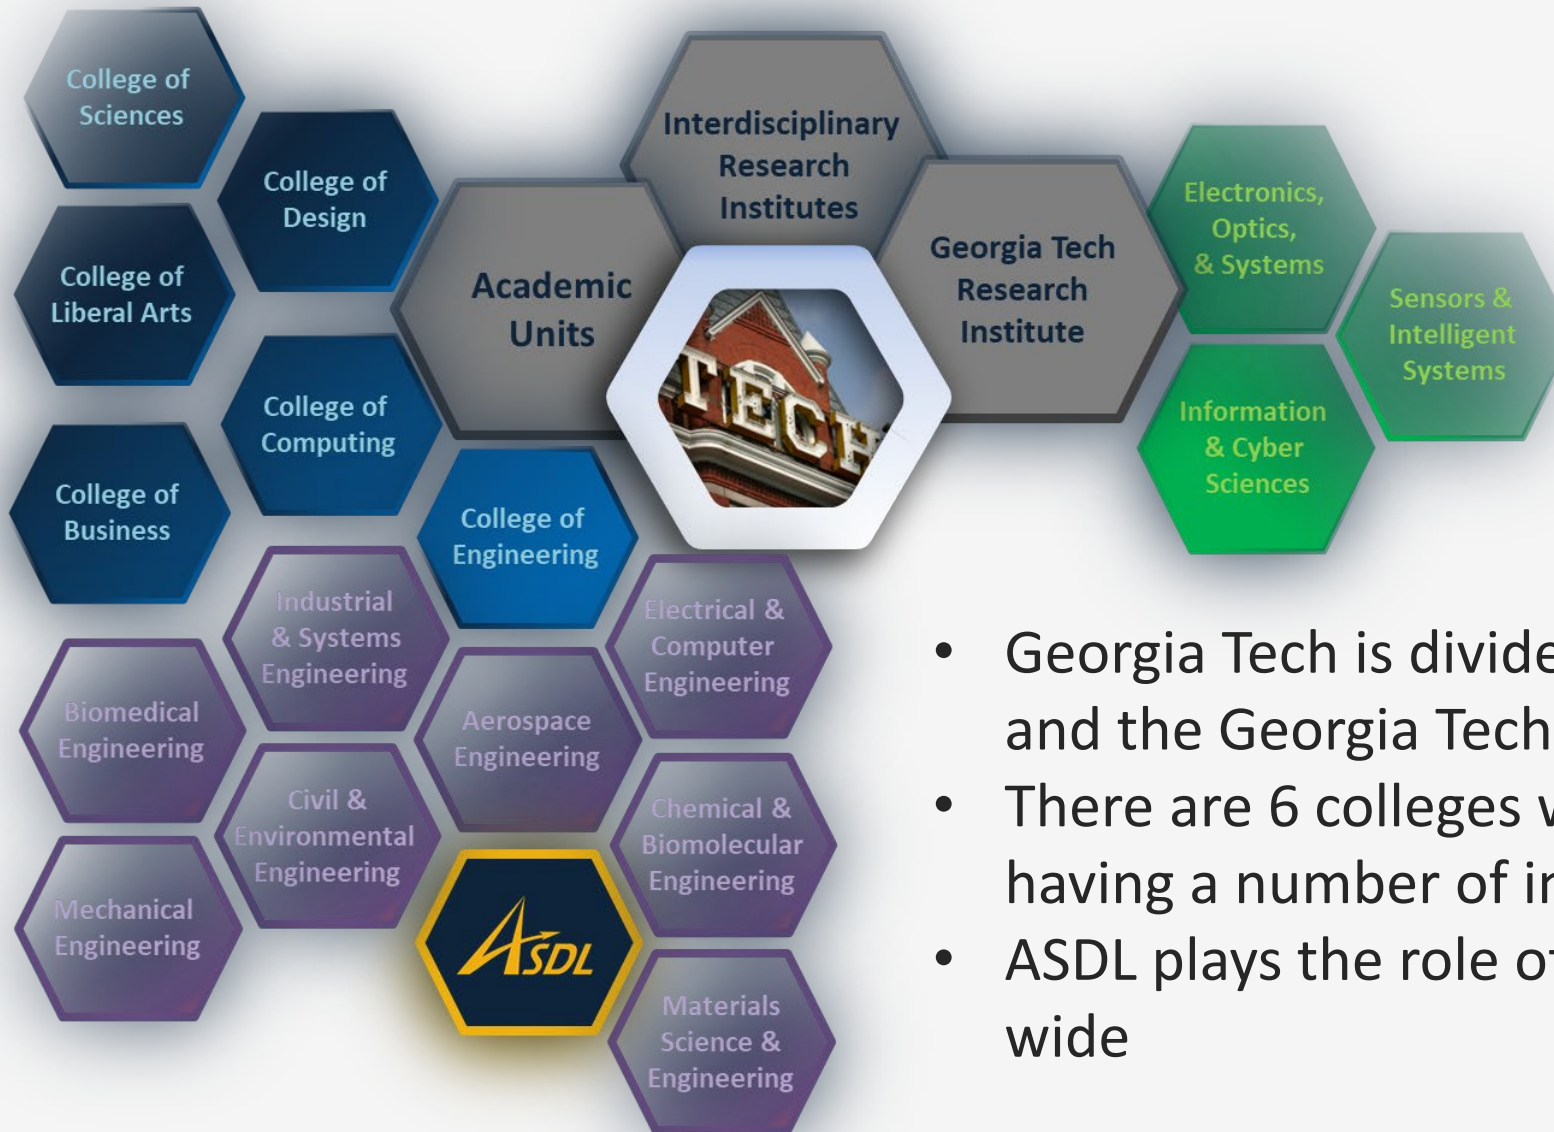 College of
Sciences
College of
Design
College of
Liberal Arts
College of
Computing
College of
Business
College of
Engineering
Academic
Units
Interdisciplinary
Research
Institutes
Georgia Tech
Research
Institute
TECH
Electronics,
Optics,
& Systems
Sensors &
Intelligent
Systems
Information
& Cyber
Sciences
Industrial
& Systems
Engineering
Electrical &
Computer
Engineering
Biomedical
Engineering
Aerospace
Engineering
Civil &
Environmental
Engineering
Chemical &
Biomolecular
Engineering
Mechanical
Engineering
ASDL
Materials
Science &
Engineering
• Georgia Tech is
and the Georgia Tech
• There are 6 colleges
having a number of
• ASDL plays the role
wide